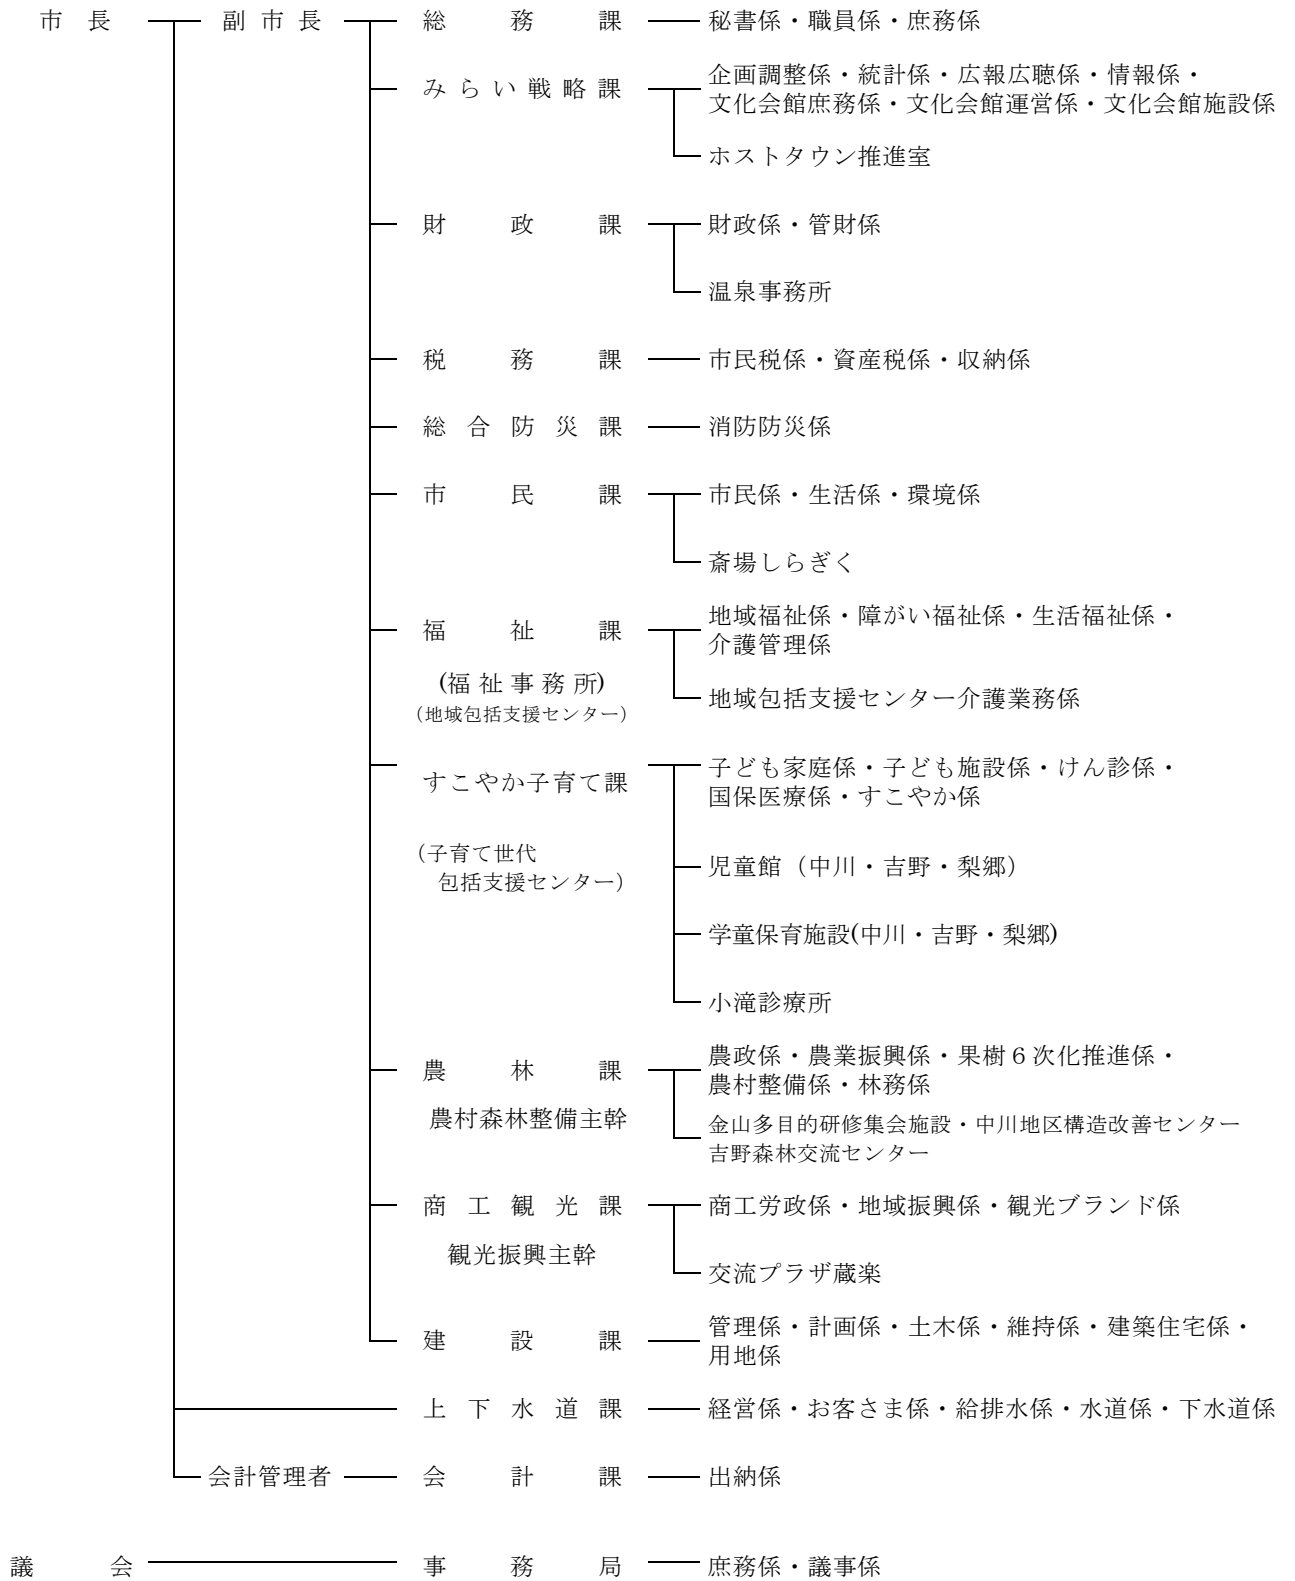 市長 副市長 総務課 秘書係・職員係・庶務係
みらい戦略課 企画調整係・統計係・広報広聴係・情報係・
文化会館庶務係・文化会館運営係・文化会館施設係
ホストタウン推進室
財政課 財政係・管財係
温泉事務所
税務課 市民税係・資産税係・収納係
総合防災課 消防防災係
市民課 市民係・生活係・環境係
斎場しらぎく
福祉課 地域福祉係・障がい福祉係・生活福祉係・
介護管理係
(福祉事務所)
（地域包括支援センター） 地域包括支援センター介護業務係
すこやか子育て課 子ども家庭係・子ども施設係・けん診係・
国保医療係・すこやか係
（子育て世代
包括支援センター）
児童館（中川・吉野・梨郷）
学童保育施設(中川・吉野・梨郷)
小滝診療所
農林課 農政係・農業振興係・果樹６次化推進係・
農村整備係・林務係
農村森林整備主幹 金山多目的研修集会施設・中川地区構造改善センター
吉野森林交流センター
商工観光課 商工労政係・地域振興係・観光ブランド係
観光振興主幹
交流プラザ蔵楽
建設課 管理係・計画係・土木係・維持係・建築住宅係・
用地係
上下水道課 経営係・お客さま係・給排水係・水道係・下水道係
会計管理者 会計課 出納係
議会 事務局 庶務係・議事係